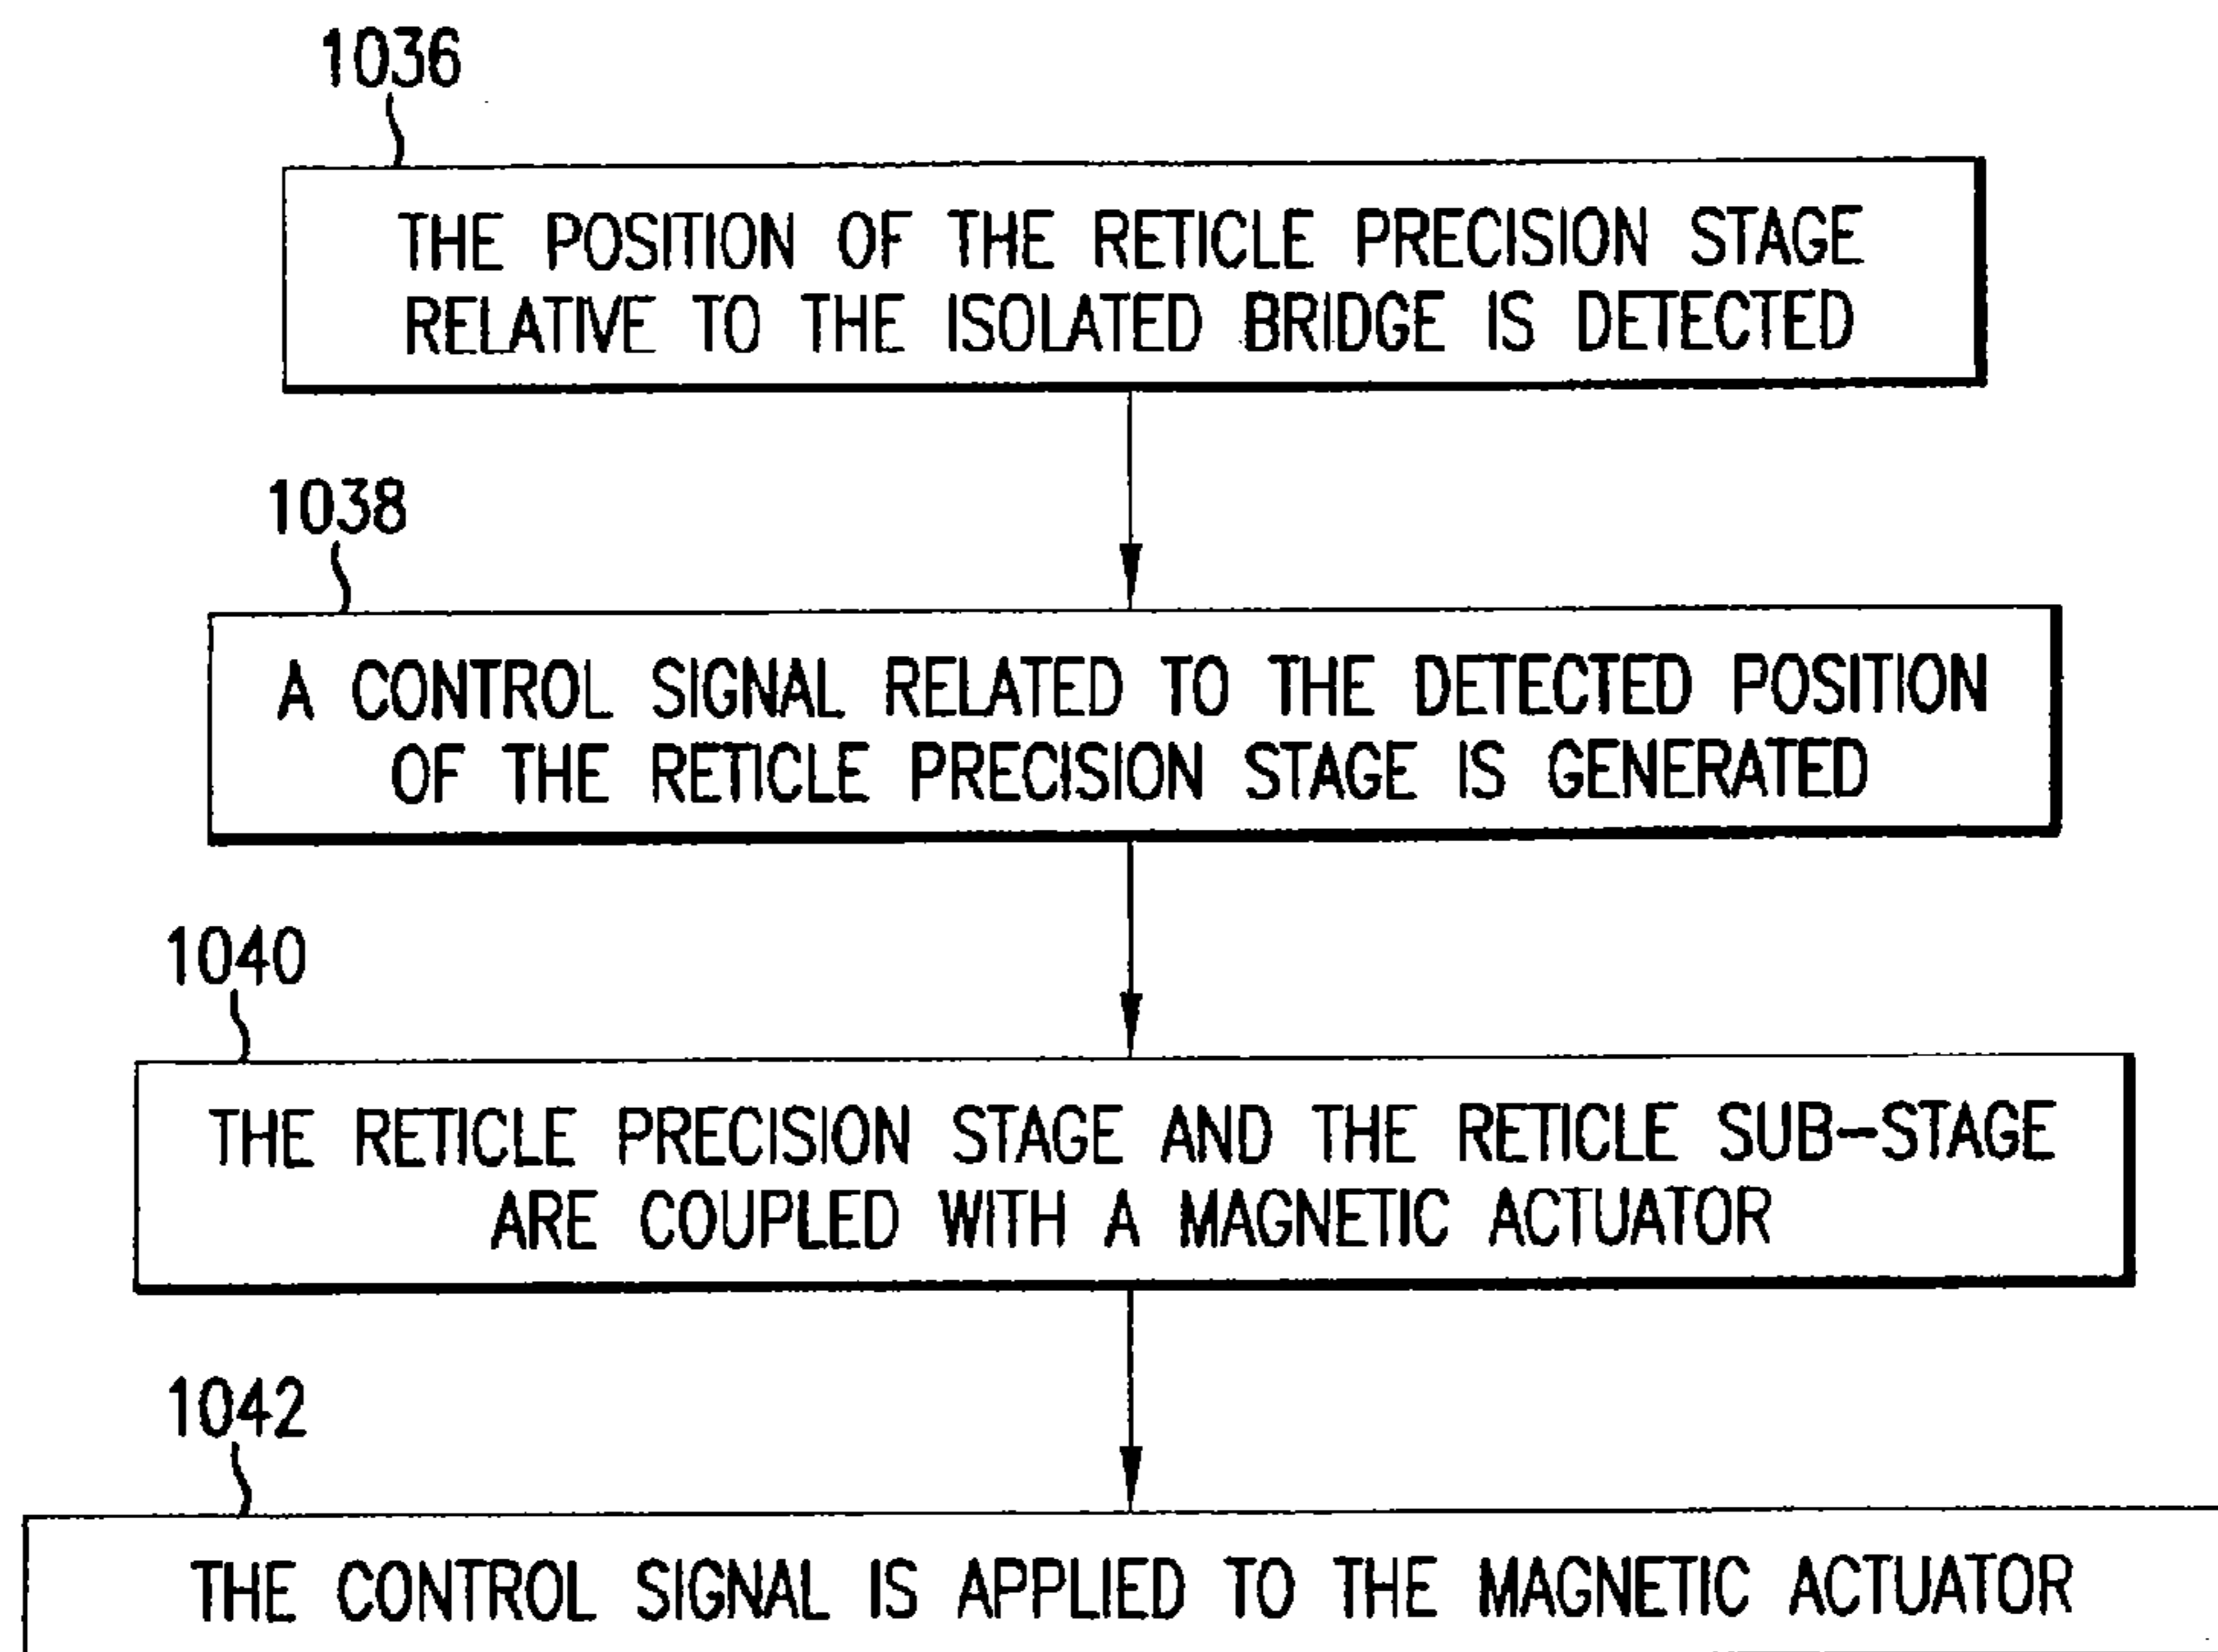 1036
THE POSITION OF THE RETICLE PRECISION STAGE
RELATIVE TO THE ISOLATED BRIDGE IS DETECTED
1038
A CONTROL SIGNAL RELATED TO THE DETECTED POSITION
OF THE RETICLE PRECISION STAGE IS GENERATED
1040
THE RETICLE PRECISION STAGE AND THE RETICLE SUB-STAGE
ARE COUPLED WITH A MAGNETIC ACTUATOR
1042
THE CONTROL SIGNAL IS APPLIED TO THE MAGNETIC ACTUATOR